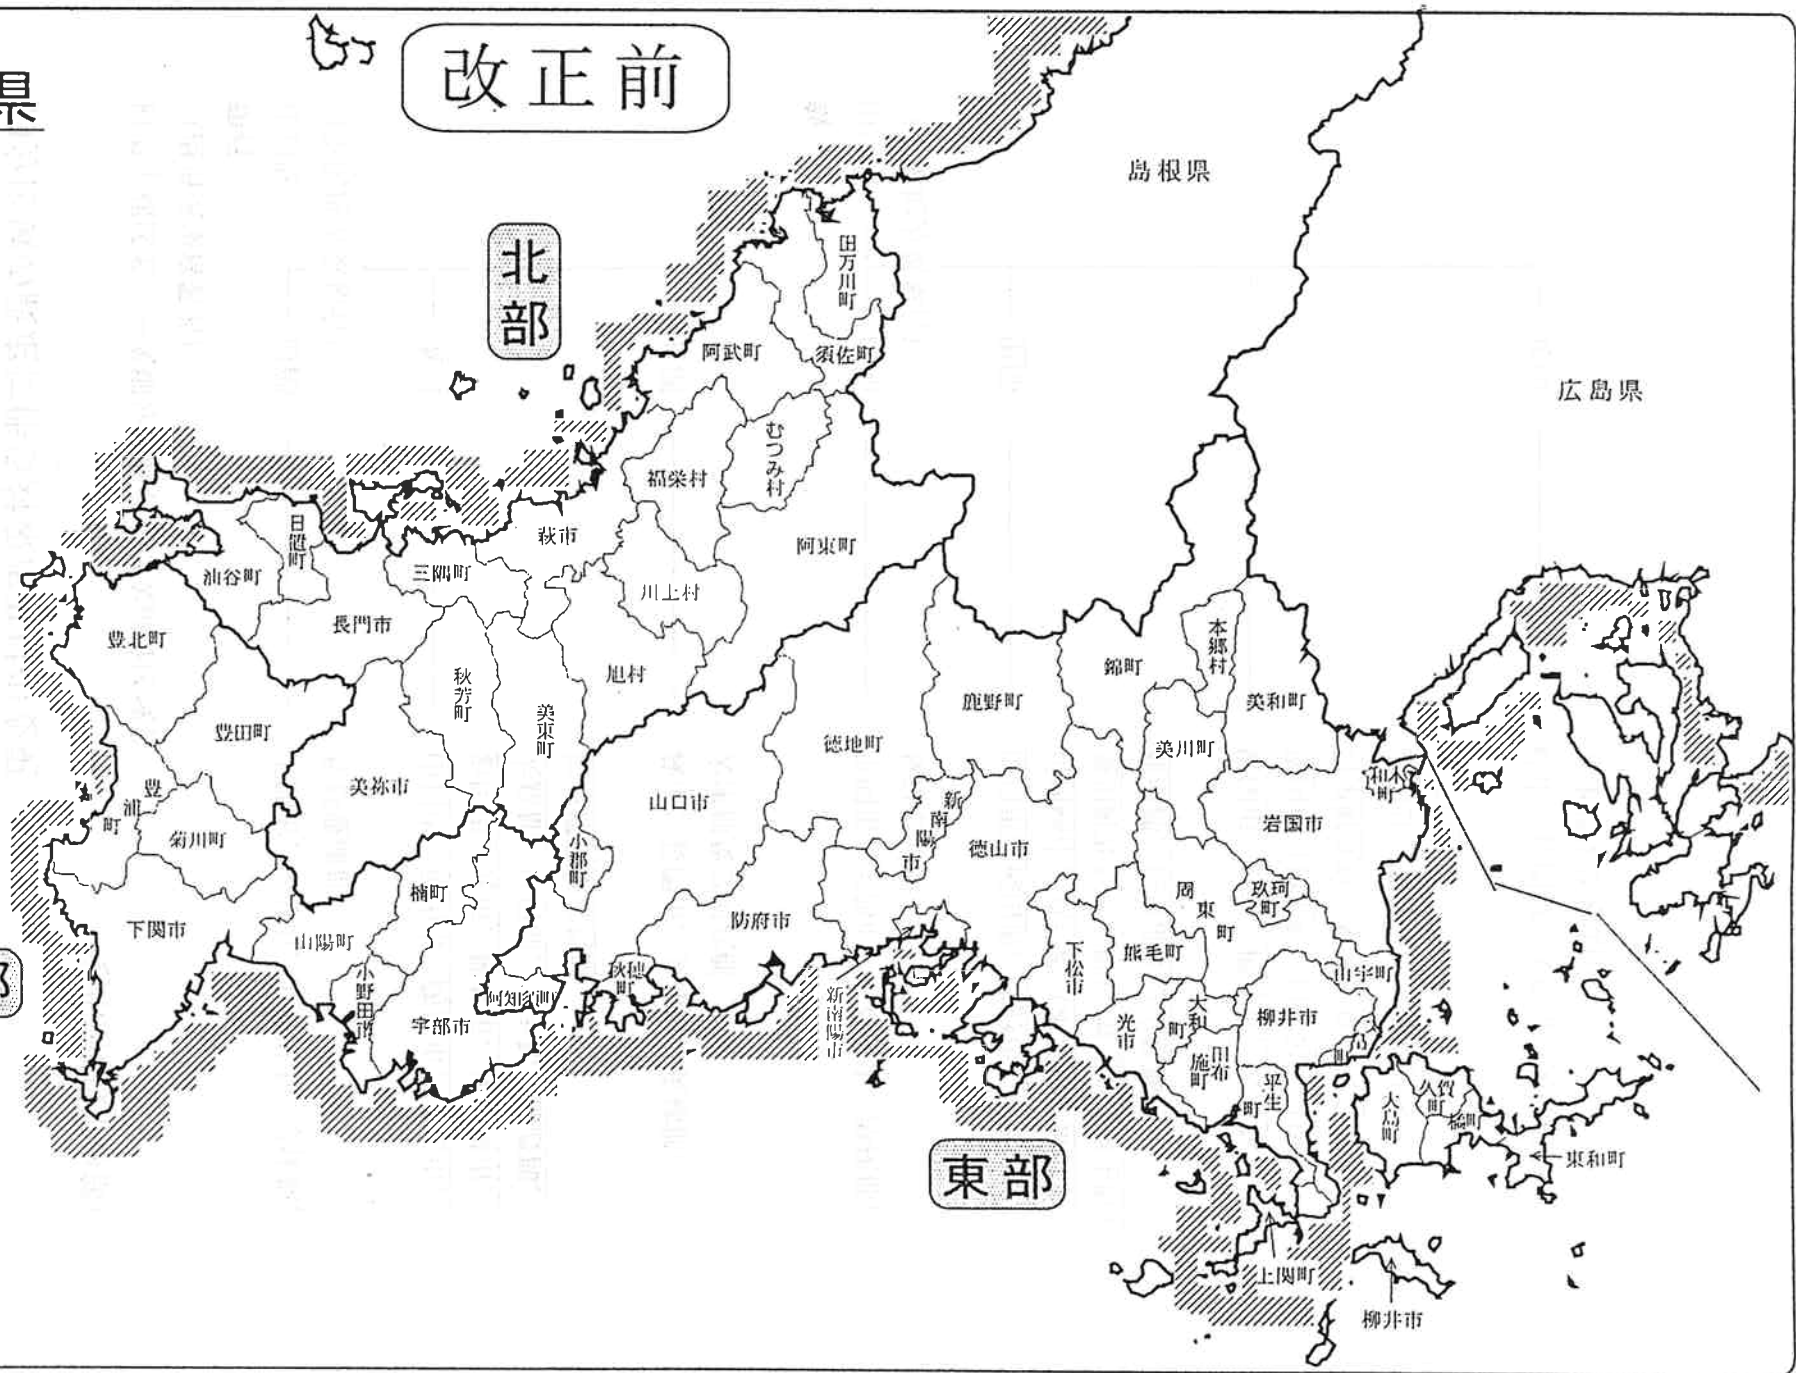 県
改正前
島根県
北部
田万川町
阿武町
須佐町
広島県
むつみ村
福栄村
日置町
萩市
阿東町
油谷町
三隅町
川上村
豊北町
長門市
本郷村
旭村
錦町
秋芳町
鹿野町
美和町
美東町
豊田町
徳地町
美川町
美祢市
和木町
豊浦町
山口市
新南陽市
岩国市
菊川町
小郡町
徳山市
楠町
周東町
玖珂町
下関市
防府市
山陽町
熊毛町
下松市
部
小野田市
秋穂町
由宇町
阿知須町
新南陽市
大和町
柳井市
宇部市
光市
田布施町
平生町
大島町
久賀町
橘町
東和町
東部
上関町
柳井市